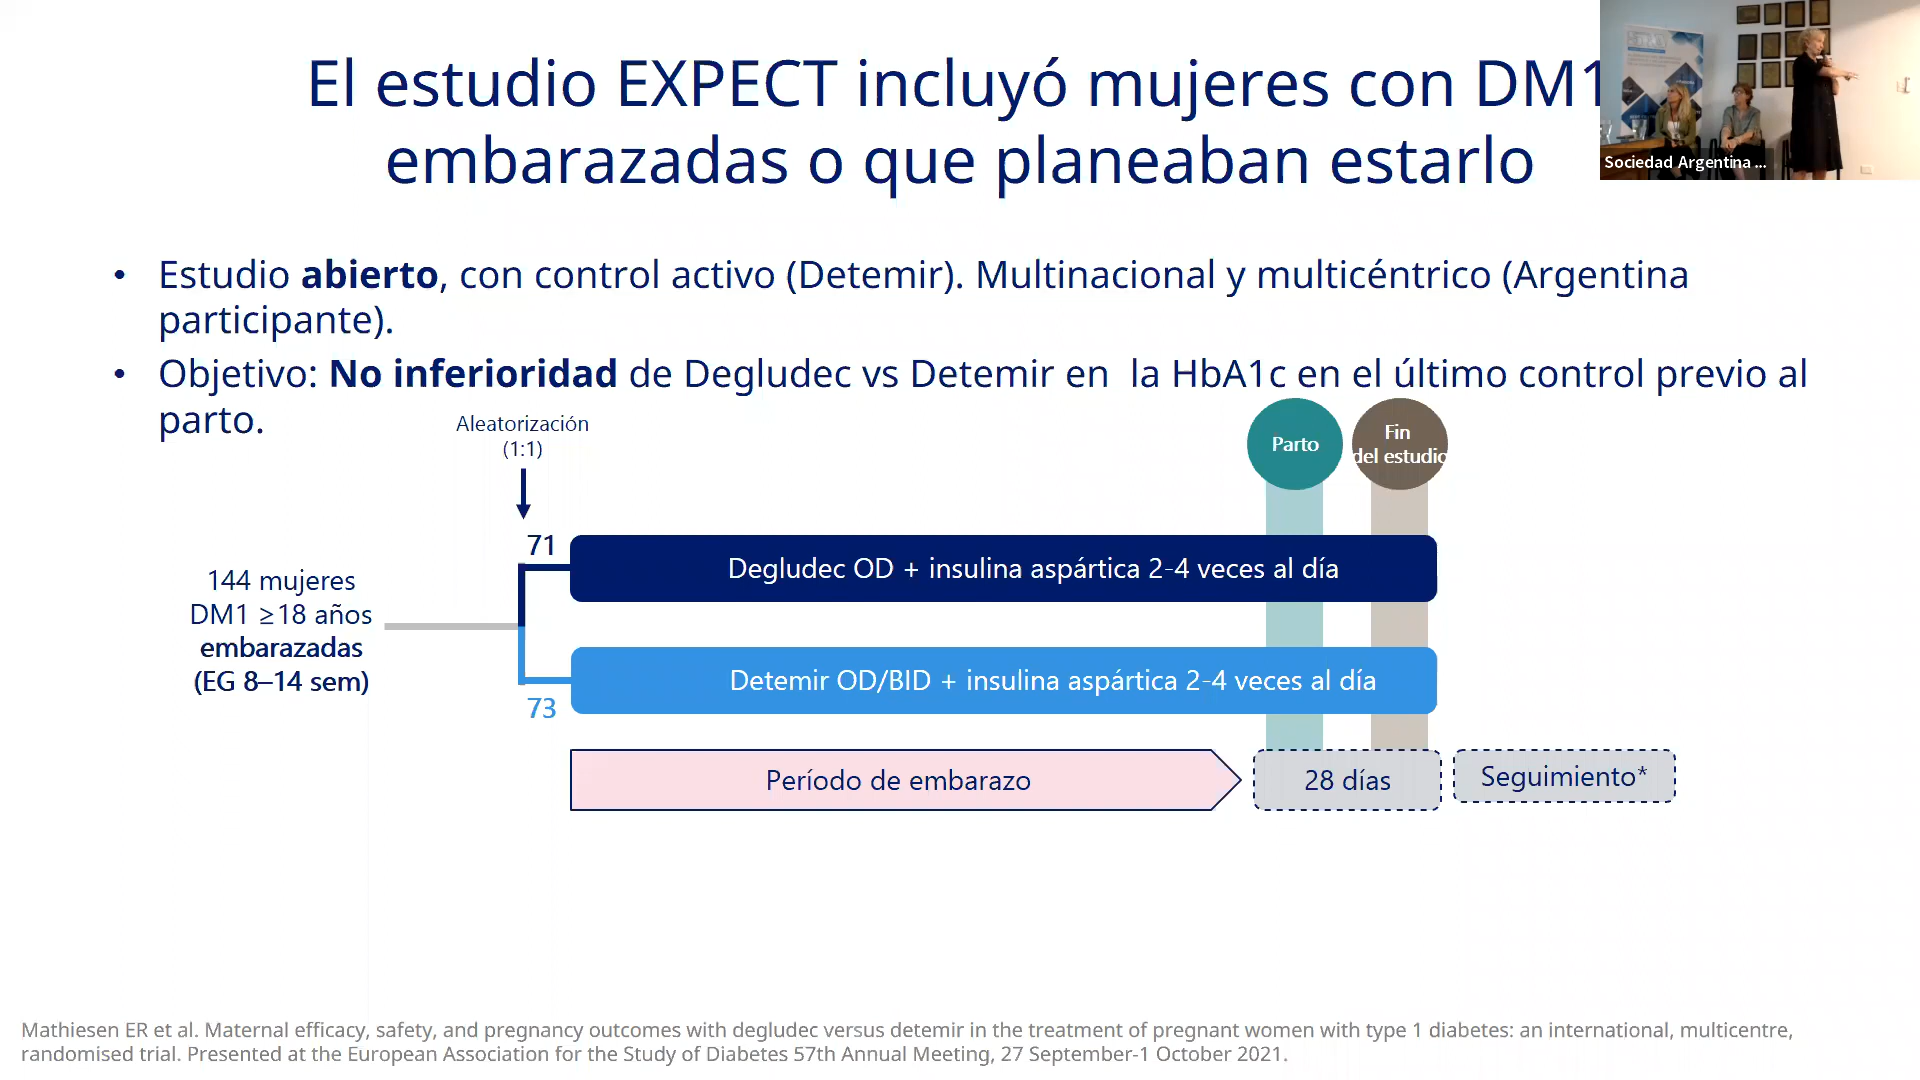 El estudio EXPECT incluyó mujeres con DM1
embarazadas o que planeaban estarlo
Sociedad Argentina ...
• Estudio abierto, con control activo (Detemir). Multinacional y multicéntrico (Argentina
participante).
• Objetivo: No inferioridad de Degludec vs Detemir en la HbA1c en el último control previo al
parto.
Aleatorización
(1:1)
Parto
Fin
del estudio
71
Degludec OD + insulina aspártica 2-4 veces al día
144 mujeres
DM1 ≥18 años
embarazadas
(EG 8–14 sem)
Detemir OD/BID + insulina aspártica 2-4 veces al día
73
Período de embarazo
28 días
Seguimiento*
Mathiesen ER et al. Maternal efficacy, safety, and pregnancy outcomes with degludec versus detemir in the treatment of pregnant women with type 1 diabetes: an international, multicentre,
randomised trial. Presented at the European Association for the Study of Diabetes 57th Annual Meeting, 27 September-1 October 2021.